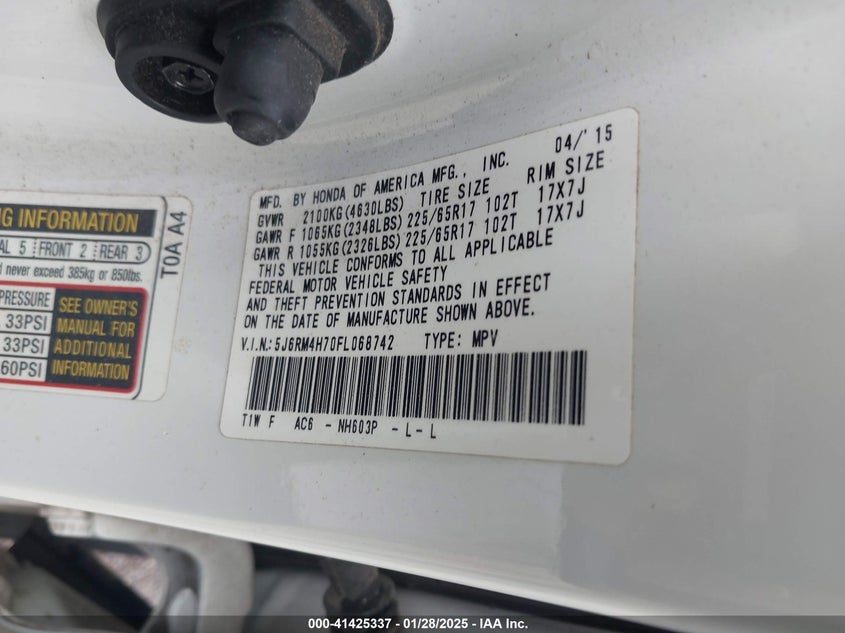 MFD. BY HONDA OF AMERICA MFG., INC. 04/'15
GVWR 2100KG(4630LBS) TIRE SIZE RIM SIZE
GAWR F 1065KG(2348LBS) 225/65R17 102T 17X7J
GAWR R 1055KG(2326LBS) 225/65R17 102T 17X7J
THIS VEHICLE CONFORMS TO ALL APPLICABLE
FEDERAL MOTOR VEHICLE SAFETY
AND THEFT PREVENTION STANDARDS IN EFFECT
ON THE DATE OF MANUFACTURE SHOWN ABOVE.
V.I.N.:5J6RM4H70FL068742 TYPE: MPV
T1W F AC6 - NH603P - L - L
INFORMATION
5 FRONT 2 REAR 3
never exceed 385kg or 850lbs.
PRESSURE
33PSI
33PSI
60PSI
SEE OWNER'S
MANUAL FOR
ADDITIONAL
INFORMATION
T0A A4
000-41425337 - 01/28/2025 - IAA Inc.